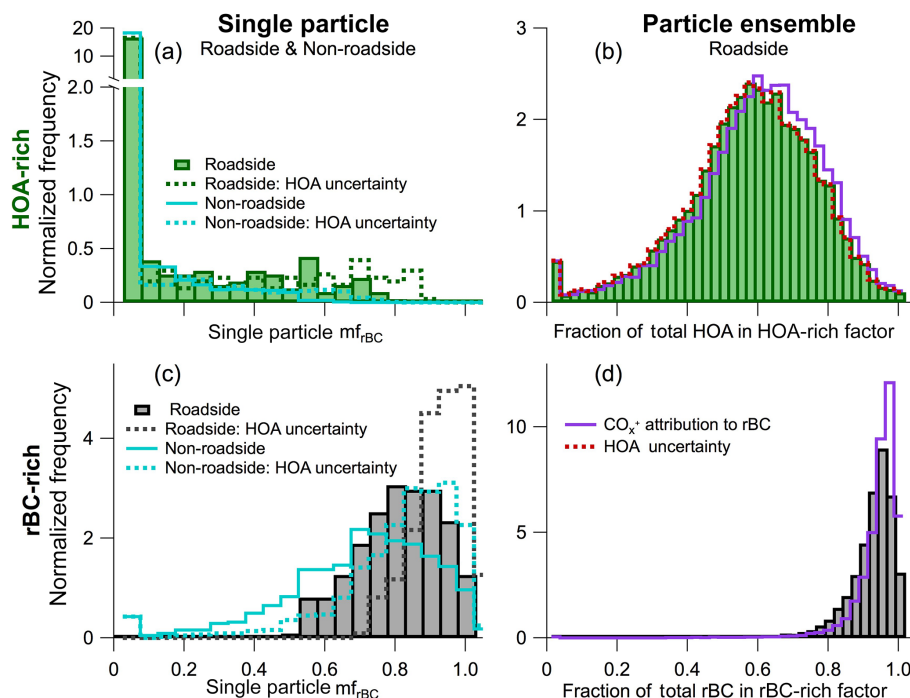 Single particle
Particle ensemble
(a)
Roadside & Non-roadside
(b)
Roadside
20
10
2.0
1.5
1.0
0.5
0
HOA-rich
Normalized frequency
Roadside
Roadside: HOA uncertainty
Non-roadside
Non-roadside: HOA uncertainty
Single particle mf_rBC
3
2
1
0
Fraction of total HOA in HOA-rich factor
(c)
4
2
0
rBC-rich
Normalized frequency
Roadside
Roadside: HOA uncertainty
Non-roadside
Non-roadside: HOA uncertainty
0 0.2 0.4 0.6 0.8 1.0
Single particle mf_rBC
(d)
10
5
0
CO_x^+ attribution to rBC
HOA uncertainty
0 0.2 0.4 0.6 0.8 1.0
Fraction of total rBC in rBC-rich factor